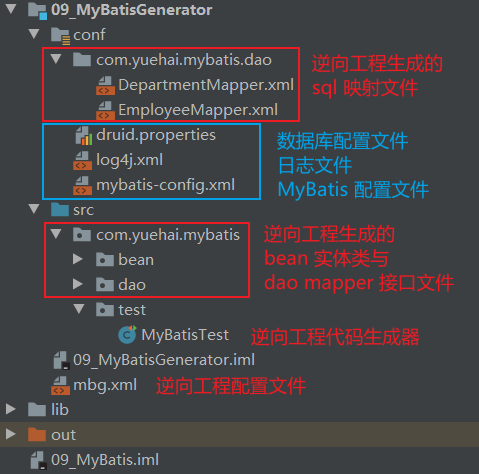 09_MyBatisGenerator
conf
com.yuehai.mybatis.dao
DepartmentMapper.xml
EmployeeMapper.xml
逆向工程生成的
sql 映射文件
druid.properties
log4j.xml
mybatis-config.xml
数据库配置文件
日志文件
MyBatis 配置文件
src
com.yuehai.mybatis
bean
dao
逆向工程生成的
bean 实体类与
dao mapper 接口文件
test
MyBatisTest 逆向工程代码生成器
09_MyBatisGenerator.iml
mbg.xml 逆向工程配置文件
lib
out
09_MyBatis.iml